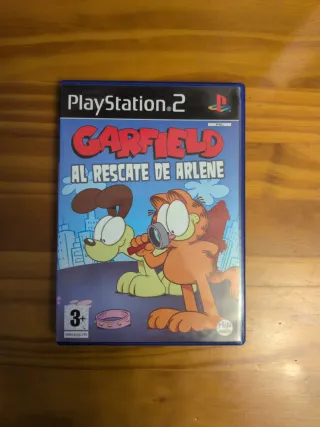 PlayStation.2
GARFIELD
AL RESCATE DE ARLENE
3+